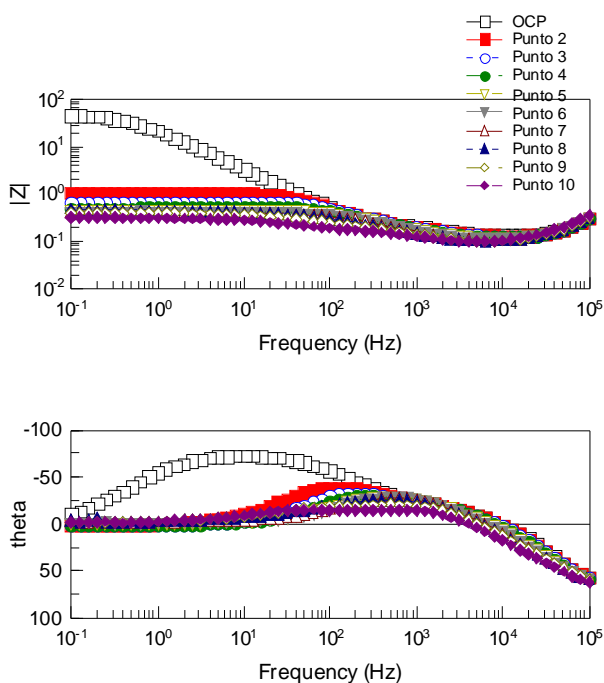 OCP
Punto 2
Punto 3
Punto 4
Punto 5
Punto 6
Punto 7
Punto 8
Punto 9
Punto 10
10² 10¹ 10⁰ 10⁻¹ 10⁻²
|Z|
10⁻¹ 10⁰ 10¹ 10² 10³ 10⁴ 10⁵
Frequency (Hz)
-100 -50 0 50 100
theta
10⁻¹ 10⁰ 10¹ 10² 10³ 10⁴ 10⁵
Frequency (Hz)